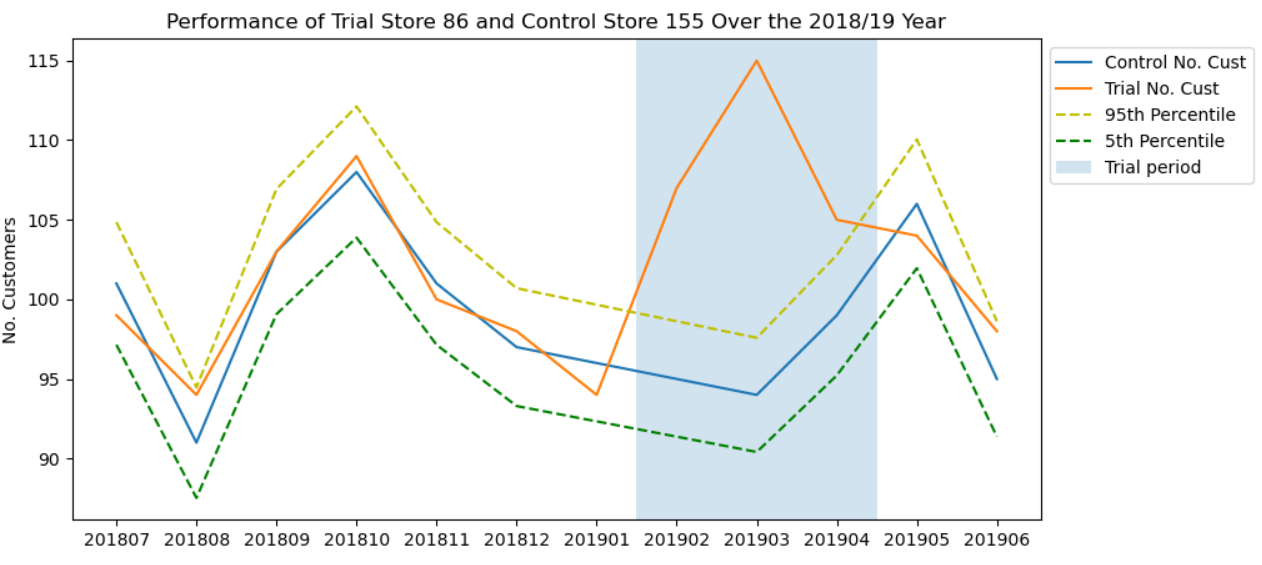 Performance of Trial Store 86 and Control Store 155 Over the 2018/19 Year
No. Customers
115
110
105
100
95
90
201807 201808 201809 201810 201811 201812 201901 201902 201903 201904 201905 201906
Control No. Cust
Trial No. Cust
95th Percentile
5th Percentile
Trial period